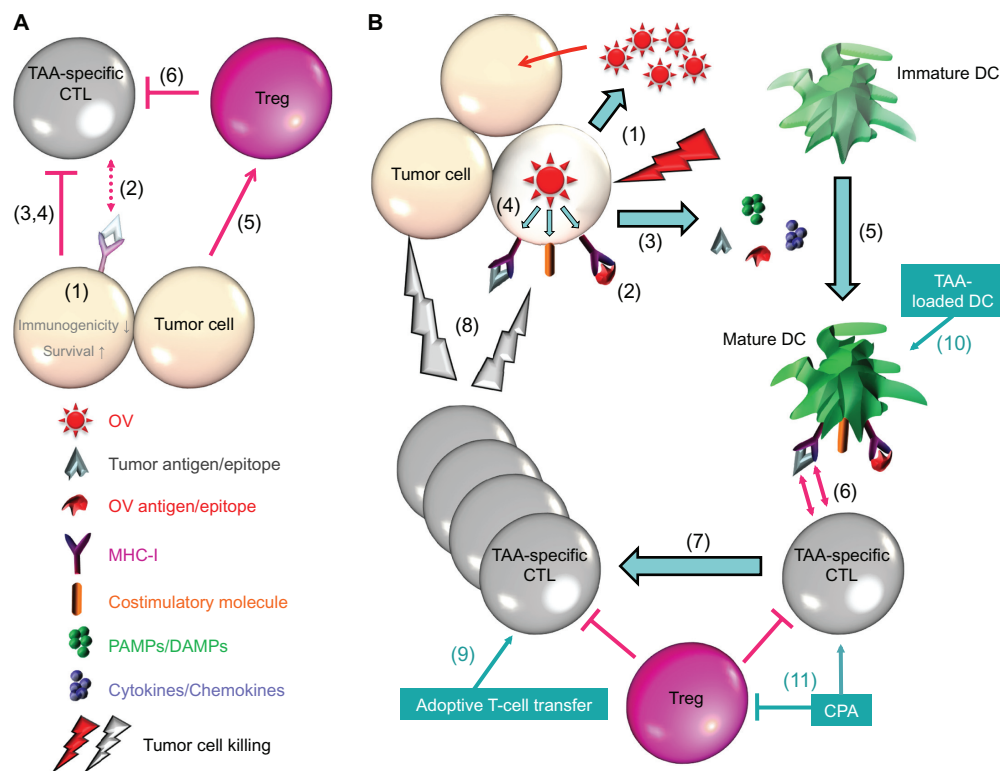 A
TAA-specific
CTL
(6)
Treg
(2)
(3,4)
(5)
(1)
Immunogenicity ↓
Survival ↑
Tumor cell
OV
Tumor antigen/epitope
OV antigen/epitope
MHC-I
Costimulatory molecule
PAMPs/DAMPs
Cytokines/Chemokines
Tumor cell killing
B
Immature DC
(1)
Tumor cell
(4)
(3)
(2)
(5)
TAA-
loaded DC
(10)
Mature DC
(8)
(6)
TAA-specific
CTL
(7)
TAA-specific
CTL
(9)
Adoptive T-cell transfer
Treg
(11)
CPA